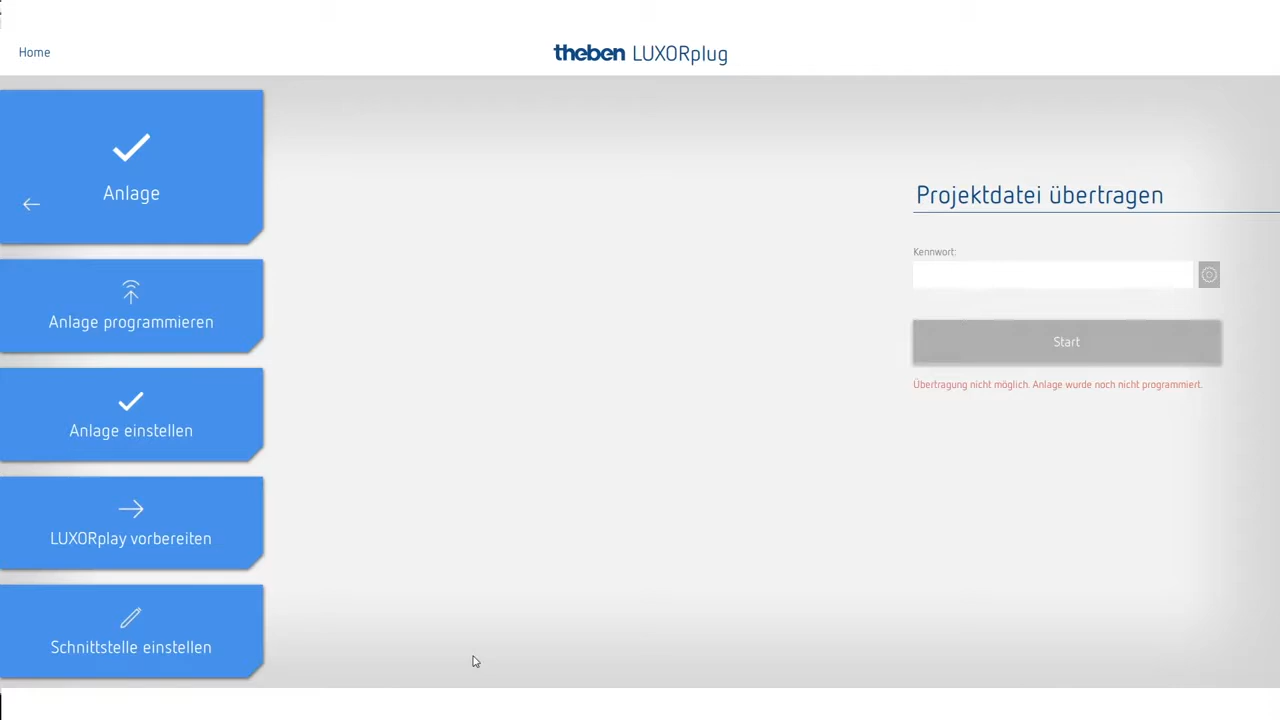 Home
theben LUXORplug
Anlage
Anlage programmieren
Anlage einstellen
LUXORplay vorbereiten
Schnittstelle einstellen
Projektdatei übertragen
Kennwort:
Start
Übertragung nicht möglich. Anlage wurde noch nicht programmiert.